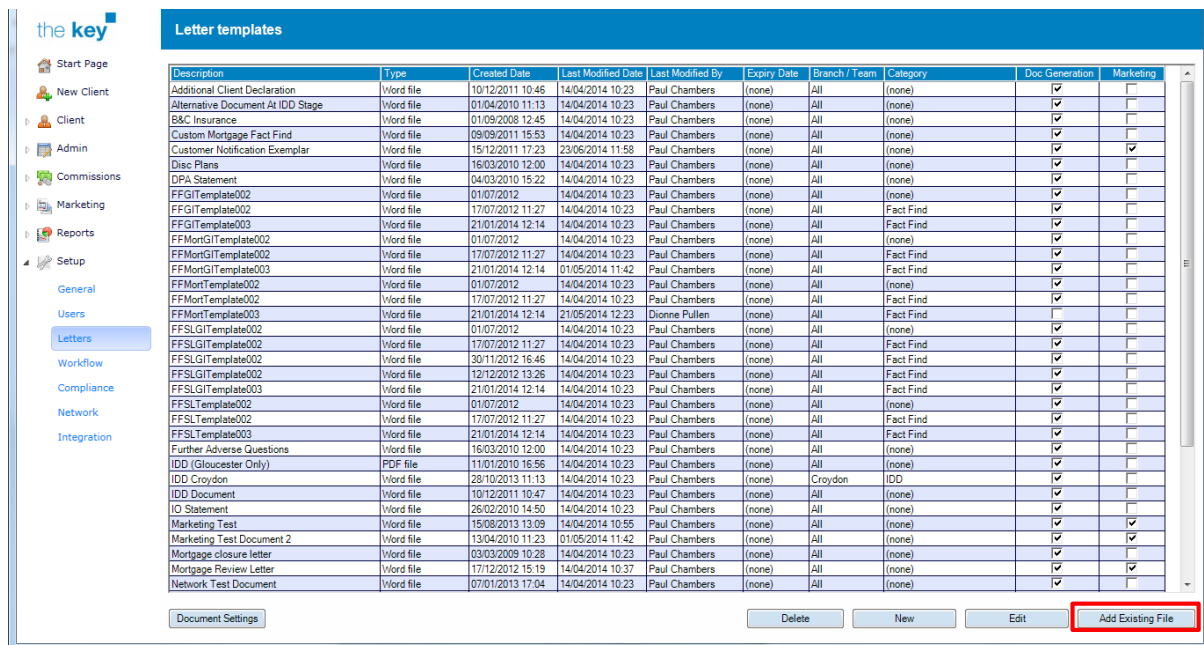 the key
Letter templates
Start Page
New Client
Client
Admin
Commissions
Marketing
Reports
Setup
General
Users
Letters
Workflow
Compliance
Network
Integration
Description Type Created Date Last Modified Date Last Modified By Expiry Date Branch / Team Category Doc Generation Marketing
Additional Client Declaration Word file 10/12/2011 10:46 14/04/2014 10:23 Paul Chambers (none) All (none)
Alternative Document At IDD Stage Word file 01/04/2010 11:13 14/04/2014 10:23 Paul Chambers (none) All (none)
B&C Insurance Word file 01/09/2008 12:45 14/04/2014 10:23 Paul Chambers (none) All (none)
Custom Mortgage Fact Find Word file 09/09/2011 15:53 14/04/2014 10:23 Paul Chambers (none) All (none)
Customer Notification Exemplar Word file 15/12/2011 17:23 23/06/2014 11:58 Paul Chambers (none) All (none)
Disc Plans Word file 16/03/2010 12:00 14/04/2014 10:23 Paul Chambers (none) All (none)
DPA Statement Word file 04/03/2010 15:22 14/04/2014 10:23 Paul Chambers (none) All (none)
FFGITemplate002 Word file 01/07/2012 14/04/2014 10:23 Paul Chambers (none) All (none)
FFGITemplate002 Word file 17/07/2012 11:27 14/04/2014 10:23 Paul Chambers (none) All Fact Find
FFGITemplate003 Word file 21/01/2014 12:14 14/04/2014 10:23 Paul Chambers (none) All Fact Find
FFMortGITemplate002 Word file 01/07/2012 14/04/2014 10:23 Paul Chambers (none) All (none)
FFMortGITemplate002 Word file 17/07/2012 11:27 14/04/2014 10:23 Paul Chambers (none) All Fact Find
FFMortGITemplate003 Word file 21/01/2014 12:14 01/05/2014 11:42 Paul Chambers (none) All Fact Find
FFMortTemplate002 Word file 01/07/2012 14/04/2014 10:23 Paul Chambers (none) All (none)
FFMortTemplate002 Word file 17/07/2012 11:27 14/04/2014 10:23 Paul Chambers (none) All Fact Find
FFMortTemplate003 Word file 21/01/2014 12:14 21/05/2014 12:23 Dionne Pullen (none) All Fact Find
FFSLGITemplate002 Word file 01/07/2012 14/04/2014 10:23 Paul Chambers (none) All (none)
FFSLGITemplate002 Word file 17/07/2012 11:27 14/04/2014 10:23 Paul Chambers (none) All Fact Find
FFSLGITemplate002 Word file 30/11/2012 16:46 14/04/2014 10:23 Paul Chambers (none) All Fact Find
FFSLGITemplate002 Word file 12/12/2012 13:26 14/04/2014 10:23 Paul Chambers (none) All Fact Find
FFSLGITemplate003 Word file 21/01/2014 12:14 14/04/2014 10:23 Paul Chambers (none) All Fact Find
FFSLTemplate002 Word file 01/07/2012 14/04/2014 10:23 Paul Chambers (none) All (none)
FFSLTemplate002 Word file 17/07/2012 11:27 14/04/2014 10:23 Paul Chambers (none) All Fact Find
FFSLTemplate003 Word file 21/01/2014 12:14 14/04/2014 10:23 Paul Chambers (none) All Fact Find
Further Adverse Questions Word file 16/03/2010 12:00 14/04/2014 10:23 Paul Chambers (none) All (none)
IDD (Gloucester Only) PDF file 11/01/2010 16:56 14/04/2014 10:23 Paul Chambers (none) All (none)
IDD Croydon Word file 28/10/2013 11:13 14/04/2014 10:23 Paul Chambers (none) Croydon IDD
IDD Document Word file 10/12/2011 10:47 14/04/2014 10:23 Paul Chambers (none) All (none)
IO Statement Word file 26/02/2010 14:50 14/04/2014 10:23 Paul Chambers (none) All (none)
Marketing Test Word file 15/08/2013 13:09 14/04/2014 10:55 Paul Chambers (none) All (none)
Marketing Test Document 2 Word file 13/04/2010 11:23 01/05/2014 11:42 Paul Chambers (none) All (none)
Mortgage closure letter Word file 03/03/2009 10:28 14/04/2014 10:23 Paul Chambers (none) All (none)
Mortgage Review Letter Word file 17/12/2012 15:19 14/04/2014 10:37 Paul Chambers (none) All (none)
Network Test Document Word file 07/01/2013 17:04 14/04/2014 10:23 Paul Chambers (none) All (none)
Document Settings Delete New Edit Add Existing File